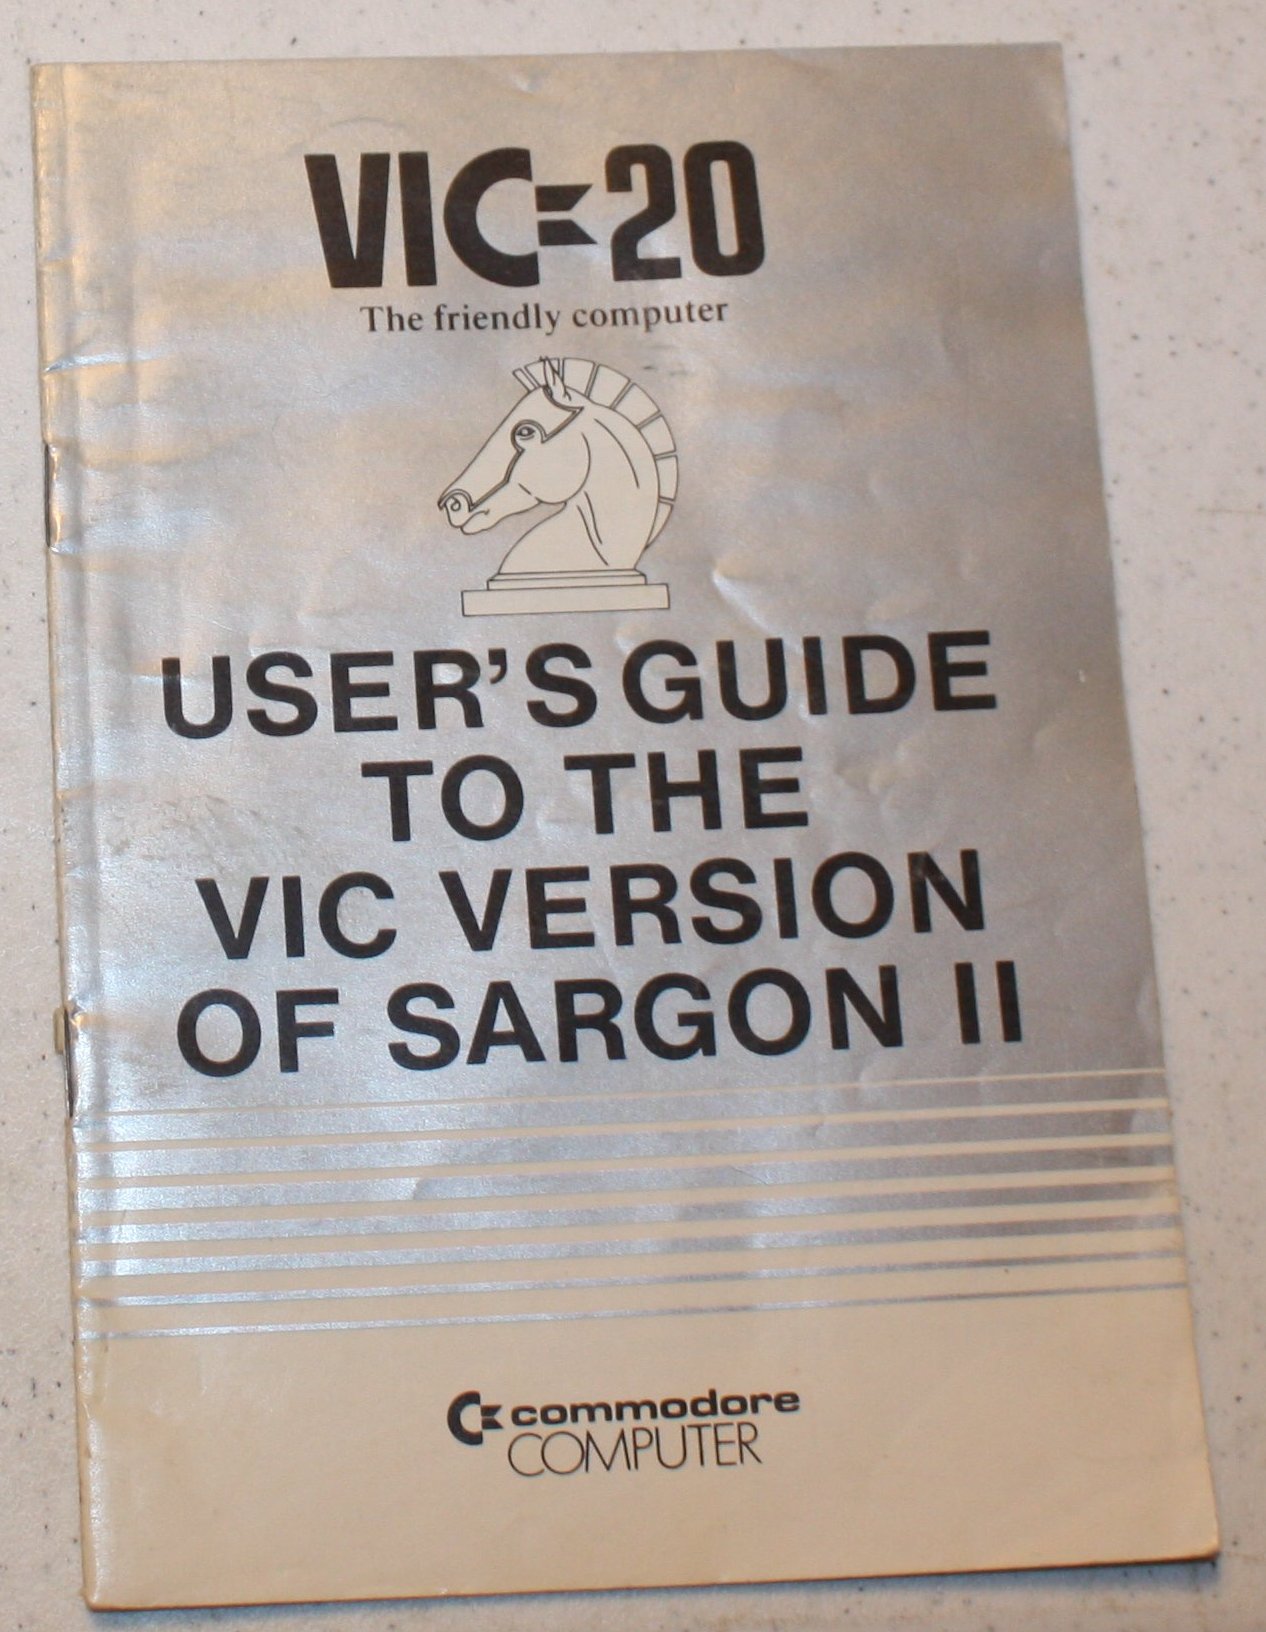 VIC-20
The friendly computer
USER'S GUIDE
TO THE
VIC VERSION
OF SARGON II
commodore
COMPUTER